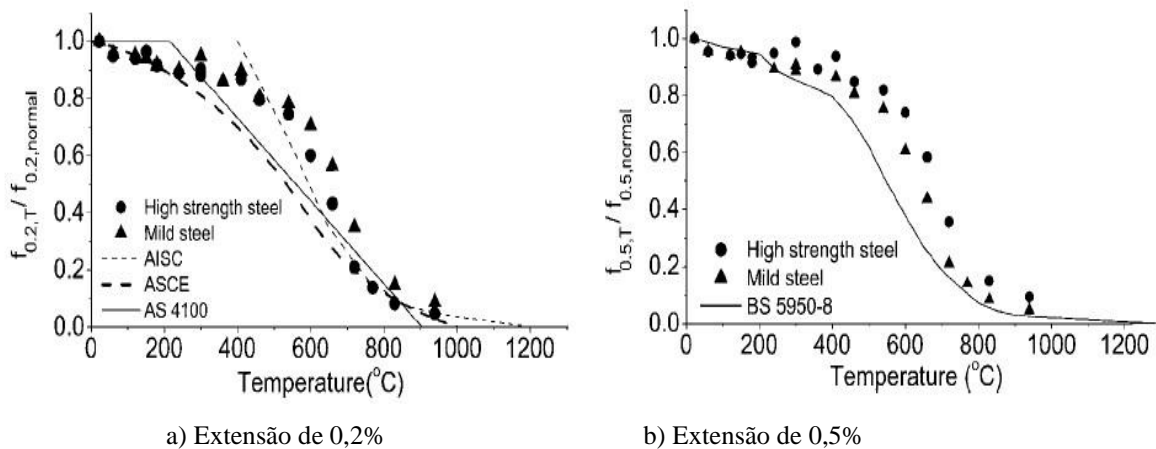 f0.2,T / f0.2,normal
1.0
0.8
0.6
0.4
0.2
0.0
High strength steel
Mild steel
AISC
ASCE
AS 4100
0 200 400 600 800 1000 1200
Temperature(°C)
a) Extensão de 0,2%
f0.5,T / f0.5,normal
1.0
0.8
0.6
0.4
0.2
0.0
High strength steel
Mild steel
BS 5950-8
0 200 400 600 800 1000 1200
Temperature (°C)
b) Extensão de 0,5%